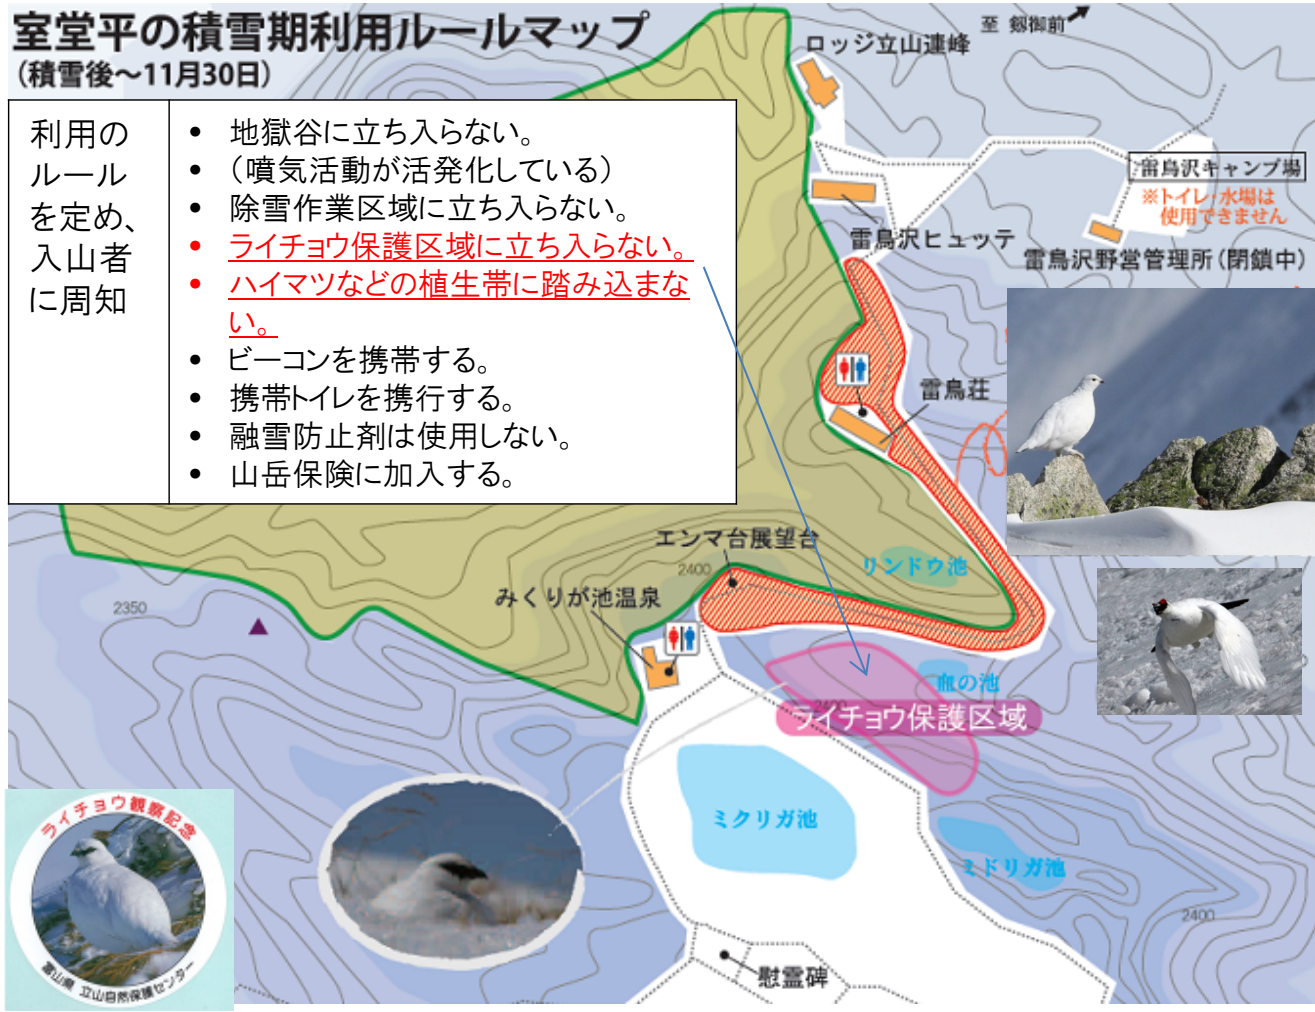 室堂平の積雪期利用ルールマップ
(積雪後～11月30日)
利用の
ルール
を定め、
入山者
に周知
• 地獄谷に立ち入らない。
• （噴気活動が活発化している）
• 除雪作業区域に立ち入らない。
• ライチョウ保護区域に立ち入らない。
• ハイマツなどの植生帯に踏み込まな
い。
• ビーコンを携帯する。
• 携帯トイレを携行する。
• 融雪防止剤は使用しない。
• 山岳保険に加入する。
至 剱御前
ロッジ立山連峰
雷鳥沢キャンプ場
※トイレ・水場は
使用できません
雷鳥沢ヒュッテ
雷鳥沢野営管理所(閉鎖中)
雷鳥荘
エンマ台展望台
2400
リンドウ池
みくりが池温泉
2350
血の池
2400
ライチョウ保護区域
ミクリガ池
ミドリガ池
2400
慰霊碑
ライチョウ観察記念
富山県 立山自然保護センター